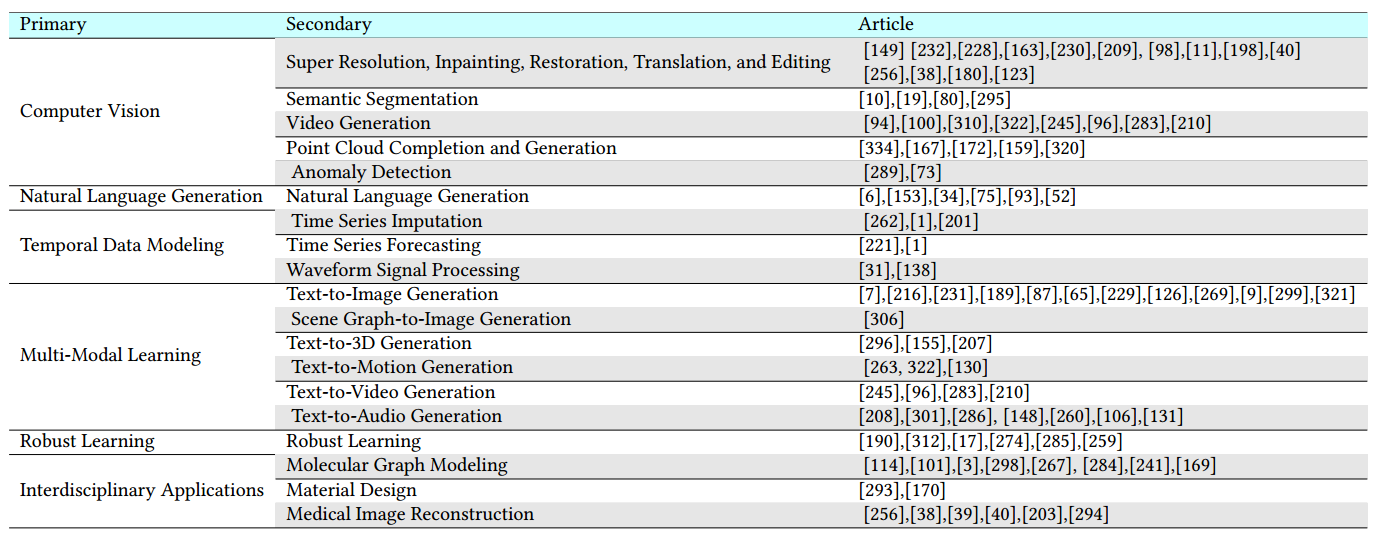 Primary Secondary Article
Super Resolution, Inpainting, Restoration, Translation, and Editing [149] [232],[228],[163],[230],[209], [98],[11],[198],[40]
[256],[38],[180],[123]
Computer Vision
Semantic Segmentation [10],[19],[80],[295]
Video Generation [94],[100],[310],[322],[245],[96],[283],[210]
Point Cloud Completion and Generation [334],[167],[172],[159],[320]
Anomaly Detection [289],[73]
Natural Language Generation Natural Language Generation [6],[153],[34],[75],[93],[52]
Time Series Imputation [262],[1],[201]
Temporal Data Modeling Time Series Forecasting [221],[1]
Waveform Signal Processing [31],[138]
Text-to-Image Generation [7],[216],[231],[189],[87],[65],[229],[126],[269],[9],[299],[321]
Scene Graph-to-Image Generation [306]
Multi-Modal Learning
Text-to-3D Generation [296],[155],[207]
Text-to-Motion Generation [263, 322],[130]
Text-to-Video Generation [245],[96],[283],[210]
Text-to-Audio Generation [208],[301],[286], [148],[260],[106],[131]
Robust Learning Robust Learning [190],[312],[17],[274],[285],[259]
Molecular Graph Modeling [114],[101],[3],[298],[267], [284],[241],[169]
Interdisciplinary Applications Material Design [293],[170]
Medical Image Reconstruction [256],[38],[39],[40],[203],[294]